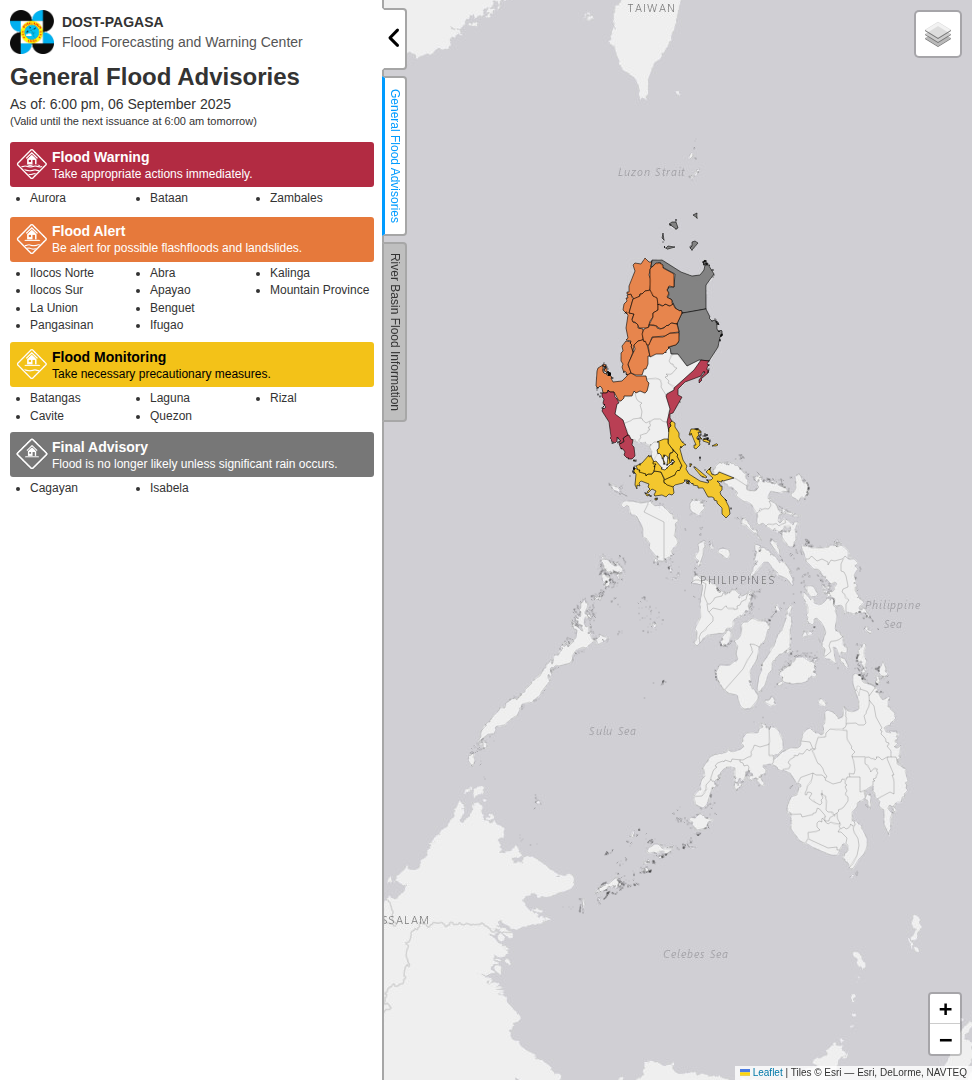 DOST-PAGASA
Flood Forecasting and Warning Center
General Flood Advisories
As of: 6:00 pm, 06 September 2025
(Valid until the next issuance at 6:00 am tomorrow)
Flood Warning
Take appropriate actions immediately.
Aurora
Bataan
Zambales
Flood Alert
Be alert for possible flashfloods and landslides.
Ilocos Norte
Ilocos Sur
La Union
Pangasinan
Abra
Apayao
Benguet
Ifugao
Kalinga
Mountain Province
Flood Monitoring
Take necessary precautionary measures.
Batangas
Cavite
Laguna
Quezon
Rizal
Final Advisory
Flood is no longer likely unless significant rain occurs.
Cagayan
Isabela
General Flood Advisories
River Basin Flood Information
TAIWAN
Luzon Strait
PHILIPPINES
Philippine
Sea
Sulu Sea
SSALAM
Celebes Sea
+
−
Leaflet | Tiles © Esri — Esri, DeLorme, NAVTEQ